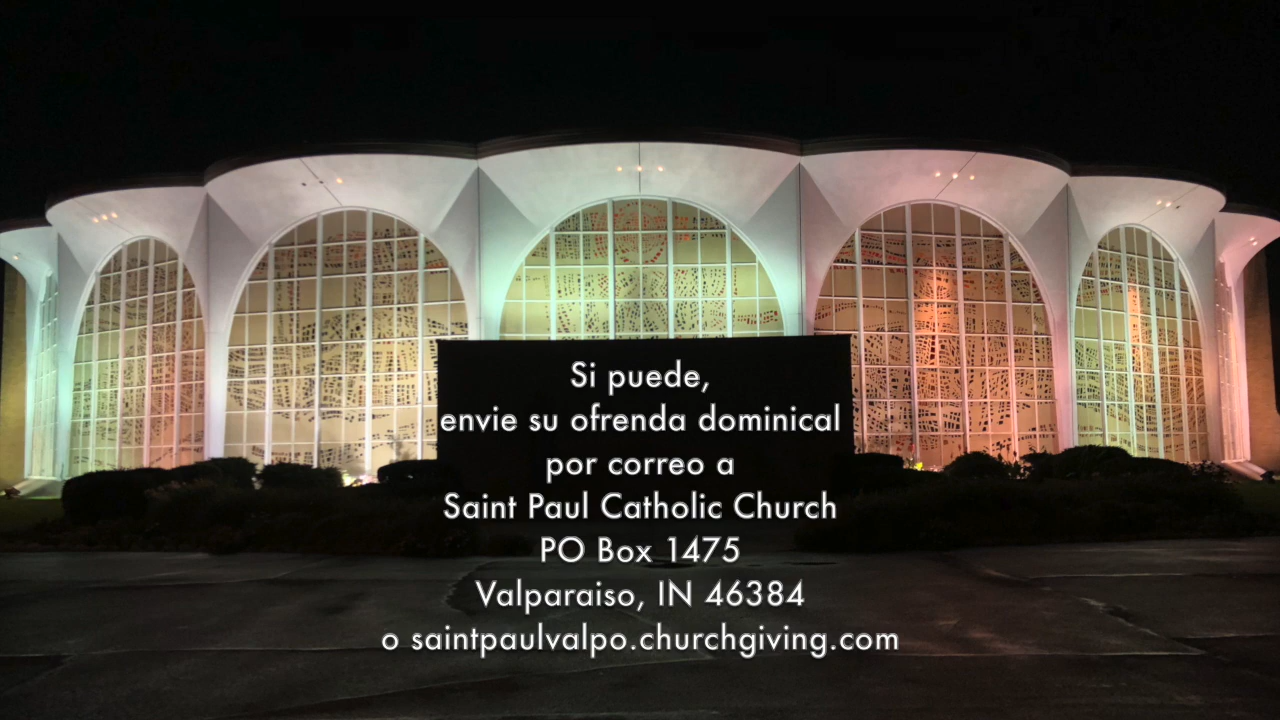 Si puede,
envie su ofrenda dominical
por correo a
Saint Paul Catholic Church
PO Box 1475
Valparaiso, IN 46384
o saintpaulvalpo.churchgiving.com